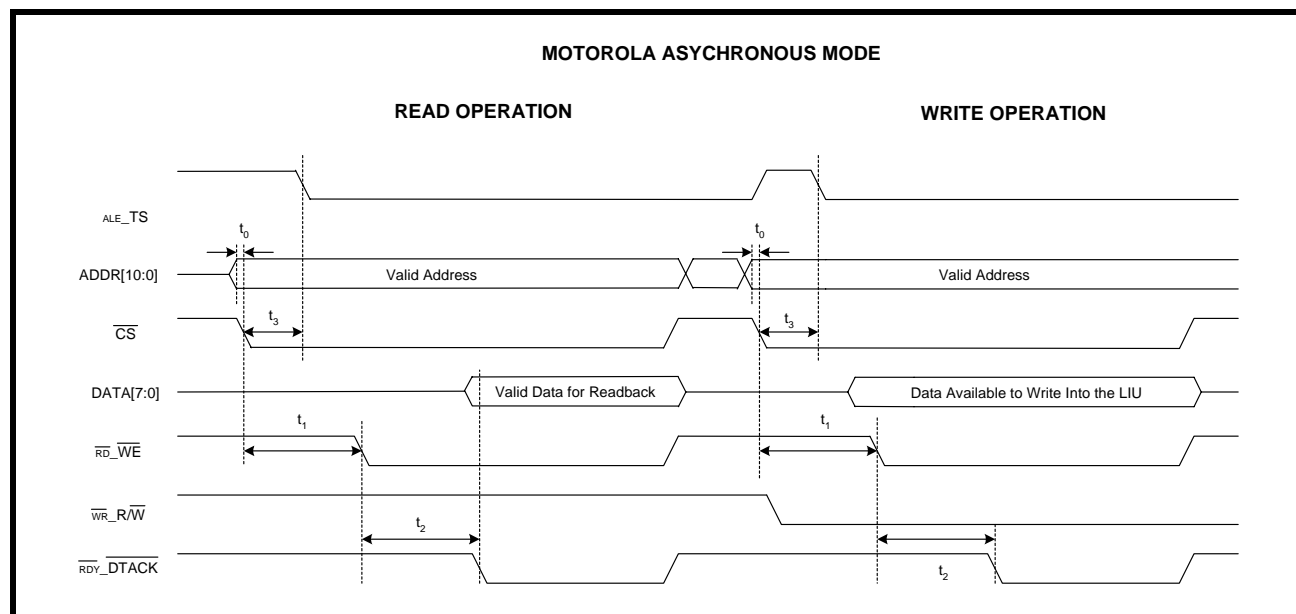 MOTOROLA ASYCHRONOUS MODE
READ OPERATION WRITE OPERATION
ALE_TS
t0 t0
ADDR[10:0] Valid Address Valid Address
CS t3 t3
DATA[7:0] Valid Data for Readback Data Available to Write Into the LIU
t1 t1
RD_WE
WR_R/W
t2
RDY_DTACK t2